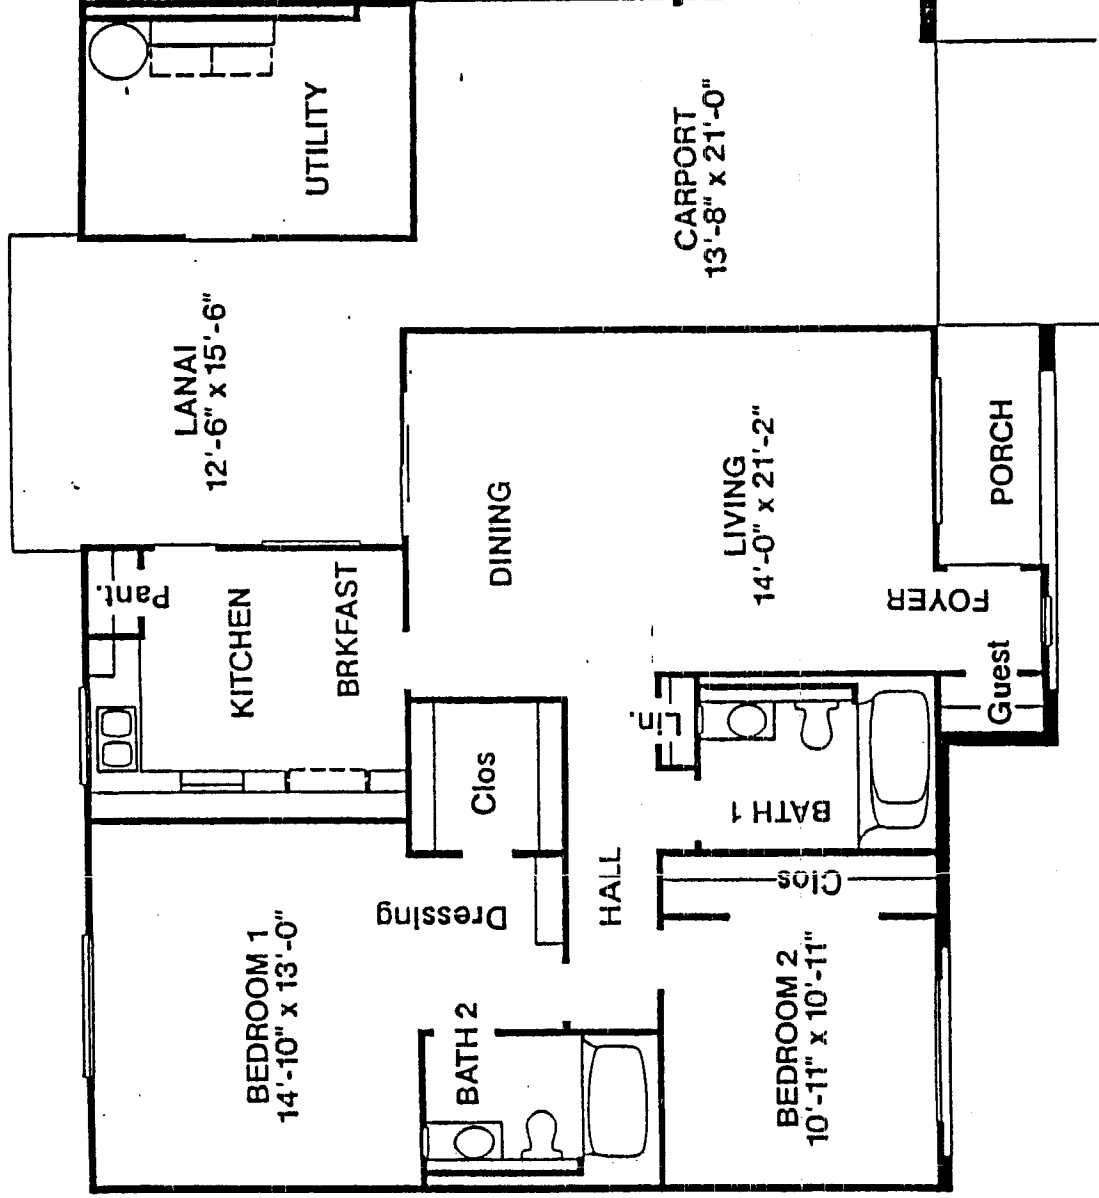 UTILITY
CARPORT
13'-8" x 21'-0"
LANAI
12'-6" x 15'-6"
Pant.
KITCHEN
BRKFAST
DINING
LIVING
14'-0" x 21'-2"
PORCH
FOYER
Guest
Lin.
Clos
BATH 1
HALL
Dressing
Clos
BEDROOM 1
14'-10" x 13'-0"
BATH 2
BEDROOM 2
10'-11" x 10'-11"